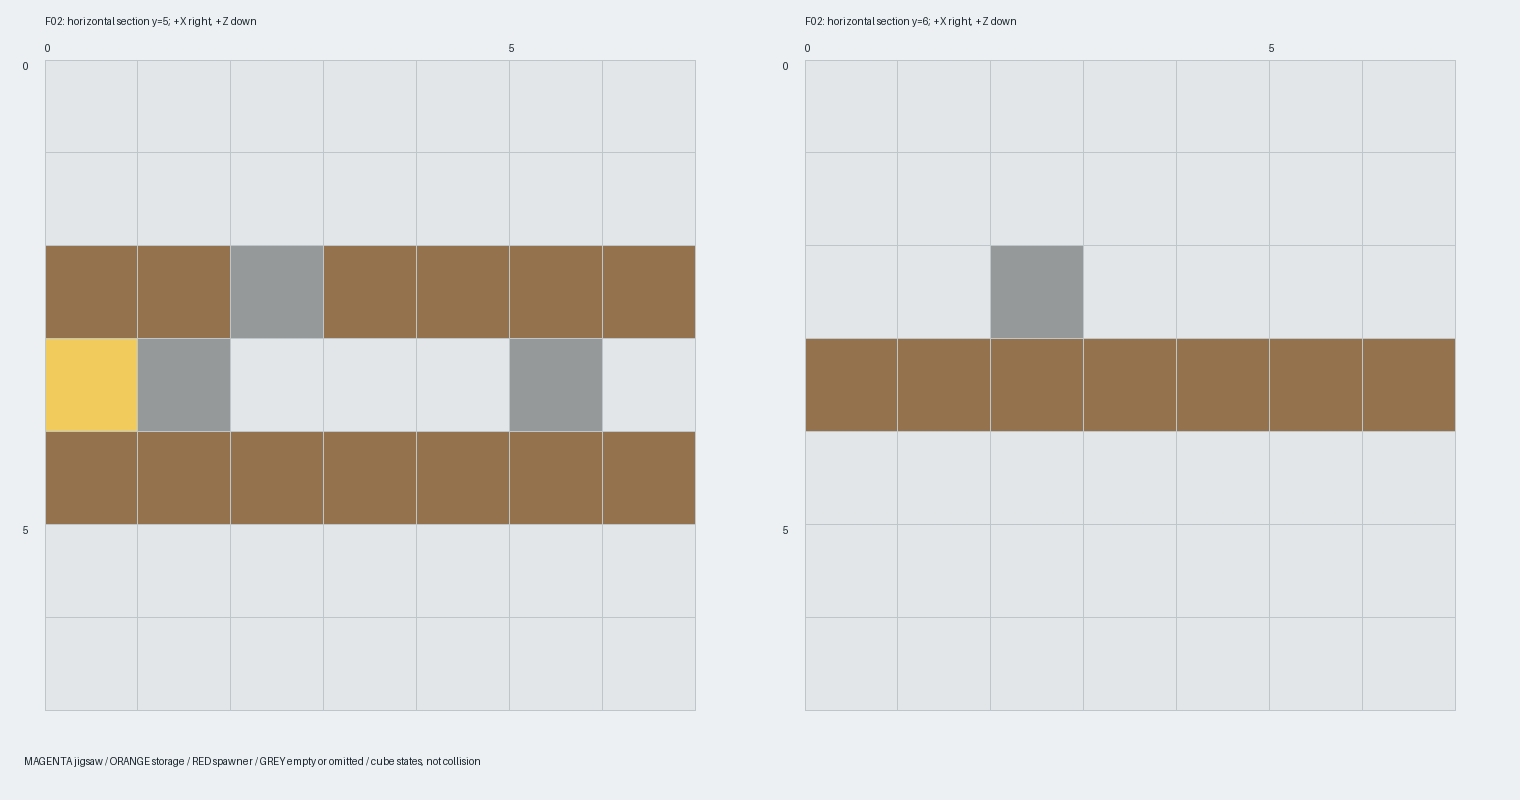 F02: horizontal section y=5; +X right, +Z down
F02: horizontal section y=6; +X right, +Z down
0 5
0 5
0
0
5
5
MAGENTA jigsaw / ORANGE storage / RED spawner / GREY empty or omitted / cube states, not collision